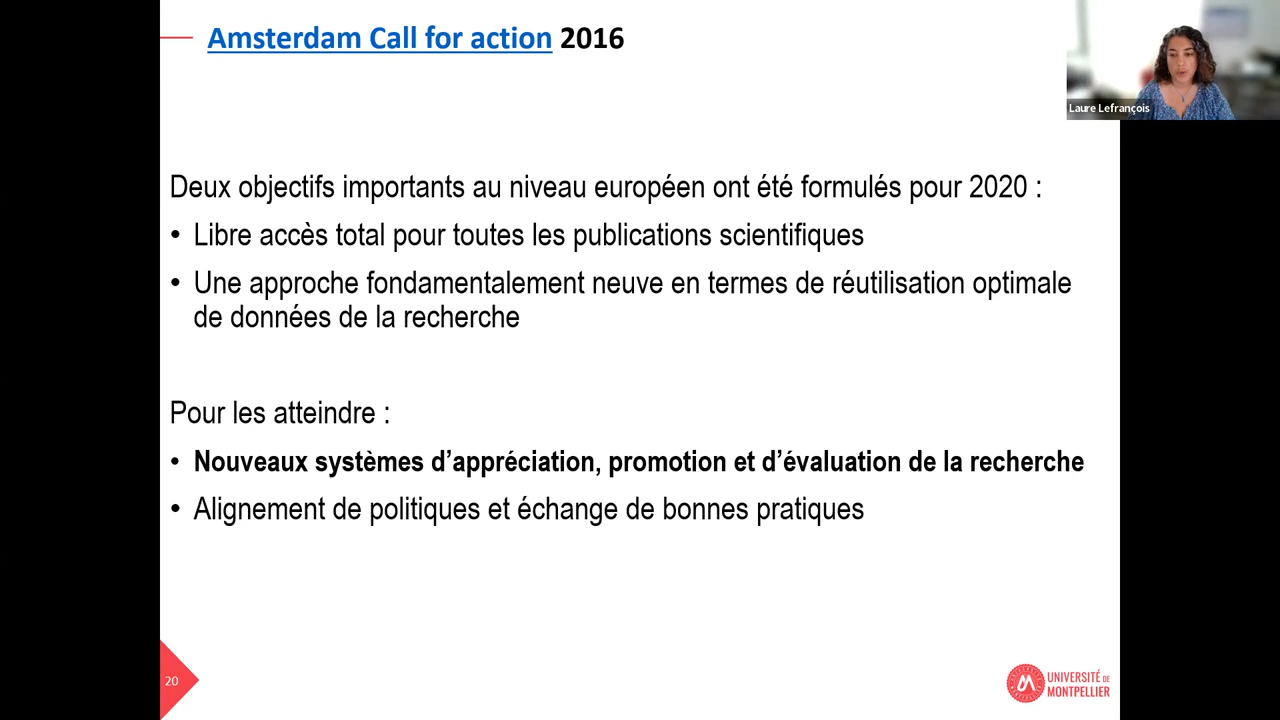 Amsterdam Call for action 2016
Laure Lefrançois
Deux objectifs importants au niveau européen ont été formulés pour 2020 :
• Libre accès total pour toutes les publications scientifiques
• Une approche fondamentalement neuve en termes de réutilisation optimale
de données de la recherche
Pour les atteindre :
• Nouveaux systèmes d’appréciation, promotion et d’évaluation de la recherche
• Alignement de politiques et échange de bonnes pratiques
20
UNIVERSITÉ DE
MONTPELLIER